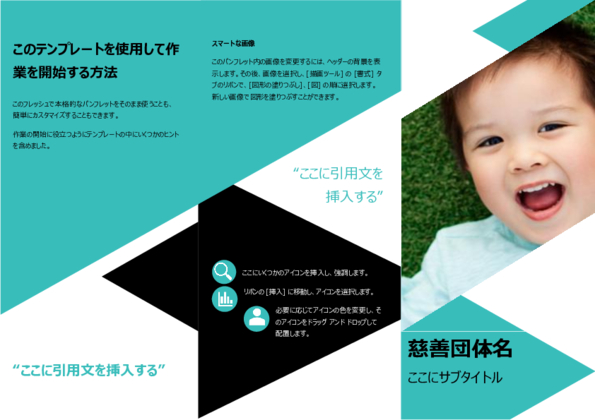 このテンプレートを使用して作
業を開始する方法
このフレッシュで本格的なパンフレットをそのまま使うことも、
簡単にカスタマイズすることもできます。
作業の開始に役立つようにテンプレートの中にいくつかのヒント
を含めました。
“ここに引用文を挿入する”
スマートな画像
このパンフレット内の画像を変更するには、ヘッダーの背景を表
示します。その後、画像を選択し、[描画ツール] の [書式] タ
ブのリボンで、[図形の塗りつぶし]、[図] の順に選択します。
新しい画像で図形を塗りつぶすことができます。
“ここに引用文を
挿入する”
ここにいくつかのアイコンを挿入し、強調します。
リボンの [挿入] に移動し、アイコンを選択します。
必要に応じてアイコンの色を変更し、そ
のアイコンをドラッグ アンド ドロップして
配置します。
慈善団体名
ここにサブタイトル